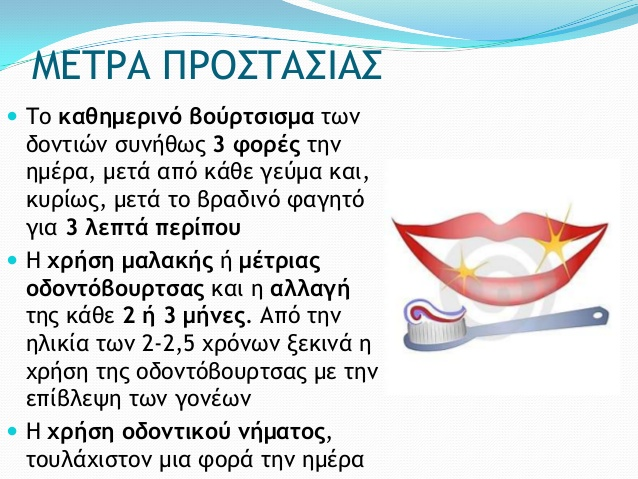 ΜΕΤΡΑ ΠΡΟΣΤΑΣΙΑΣ
• Το καθημερινό βούρτσισμα των
δοντιών συνήθως 3 φορές την
ημέρα, μετά από κάθε γεύμα και,
κυρίως, μετά το βραδινό φαγητό
για 3 λεπτά περίπου
• Η χρήση μαλακής ή μέτριας
οδοντόβουρτσας και η αλλαγή
της κάθε 2 ή 3 μήνες. Από την
ηλικία των 2-2,5 χρόνων ξεκινά η
χρήση της οδοντόβουρτσας με την
επίβλεψη των γονέων
• Η χρήση οδοντικού νήματος,
τουλάχιστον μια φορά την ημέρα